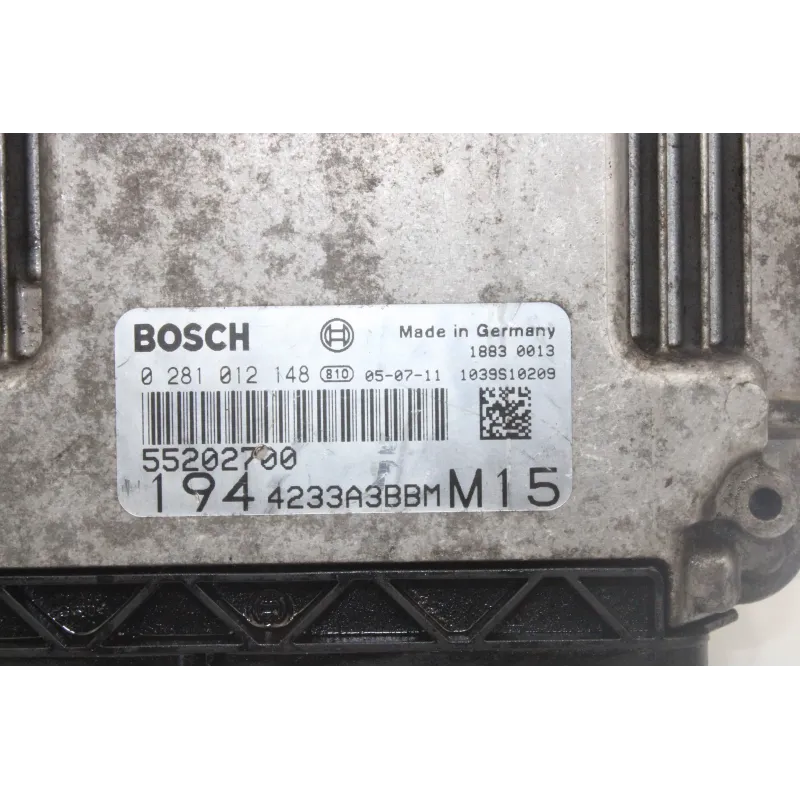 BOSCH Made in Germany
1883 0013
0 281 012 148 810 05-07-11 1039S10209
55202700
194 4233A3BBM M15